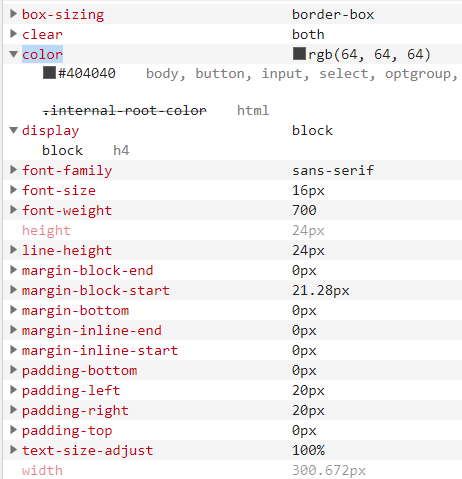 box-sizing border-box
clear both
color rgb(64, 64, 64)
#404040 body, button, input, select, optgroup,
.internal-root-color html
display block
block h4
font-family sans-serif
font-size 16px
font-weight 700
height 24px
line-height 24px
margin-block-end 0px
margin-block-start 21.28px
margin-bottom 0px
margin-inline-end 0px
margin-inline-start 0px
padding-bottom 0px
padding-left 20px
padding-right 20px
padding-top 0px
text-size-adjust 100%
width 300.672px